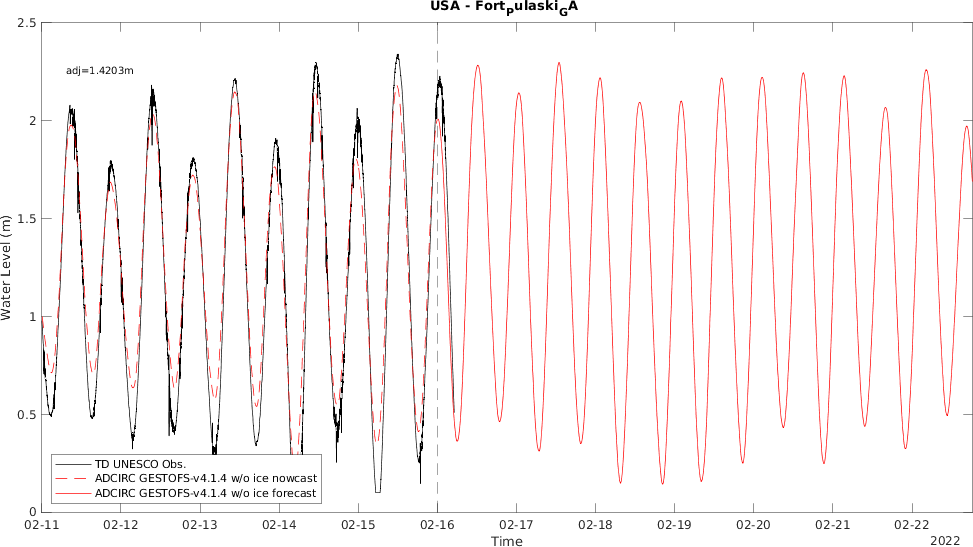 USA - FortPulaskiGA
adj=1.4203m
2.5
2
1.5
1
0.5
0
Water Level (m)
TD UNESCO Obs.
ADCIRC GESTOFS-v4.1.4 w/o ice nowcast
ADCIRC GESTOFS-v4.1.4 w/o ice forecast
02-11 02-12 02-13 02-14 02-15 02-16 02-17 02-18 02-19 02-20 02-21 02-22
Time
2022